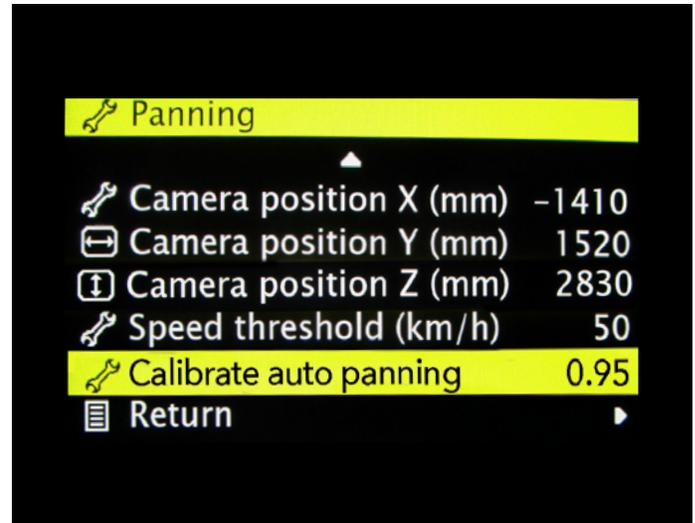 Panning
Camera position X (mm) -1410
Camera position Y (mm) 1520
Camera position Z (mm) 2830
Speed threshold (km/h) 50
Calibrate auto panning 0.95
Return